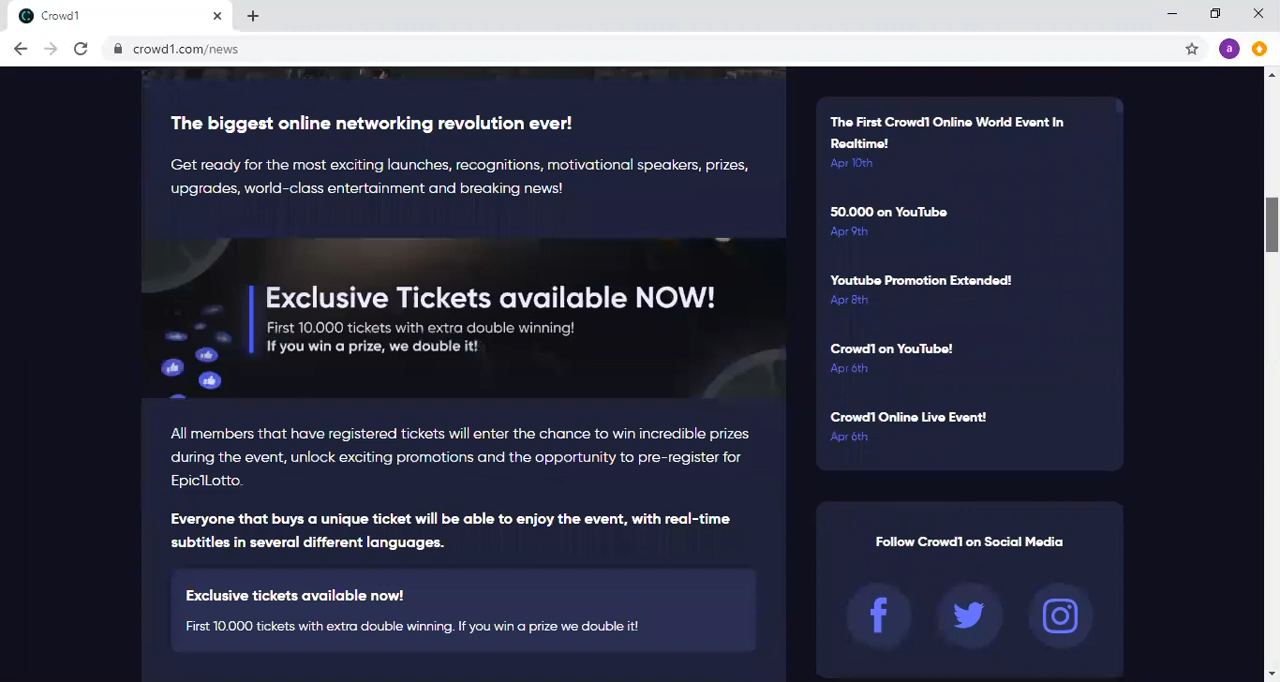 Crowd1
crowd1.com/news
a
The biggest online networking revolution ever!
Get ready for the most exciting launches, recognitions, motivational speakers, prizes,
upgrades, world-class entertainment and breaking news!
Exclusive Tickets available NOW!
First 10.000 tickets with extra double winning!
If you win a prize, we double it!
All members that have registered tickets will enter the chance to win incredible prizes
during the event, unlock exciting promotions and the opportunity to pre-register for
Epic1Lotto.
Everyone that buys a unique ticket will be able to enjoy the event, with real-time
subtitles in several different languages.
Exclusive tickets available now!
First 10.000 tickets with extra double winning. If you win a prize we double it!
The First Crowd1 Online World Event In
Realtime!
Apr 10th
50.000 on YouTube
Apr 9th
Youtube Promotion Extended!
Apr 8th
Crowd1 on YouTube!
Apr 6th
Crowd1 Online Live Event!
Apr 6th
Follow Crowd1 on Social Media